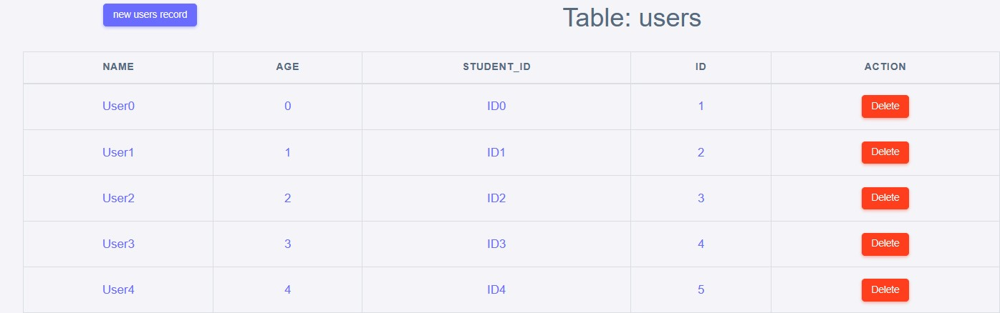 new users record
Table: users
NAME AGE STUDENT_ID ID ACTION
User0 0 ID0 1 Delete
User1 1 ID1 2 Delete
User2 2 ID2 3 Delete
User3 3 ID3 4 Delete
User4 4 ID4 5 Delete